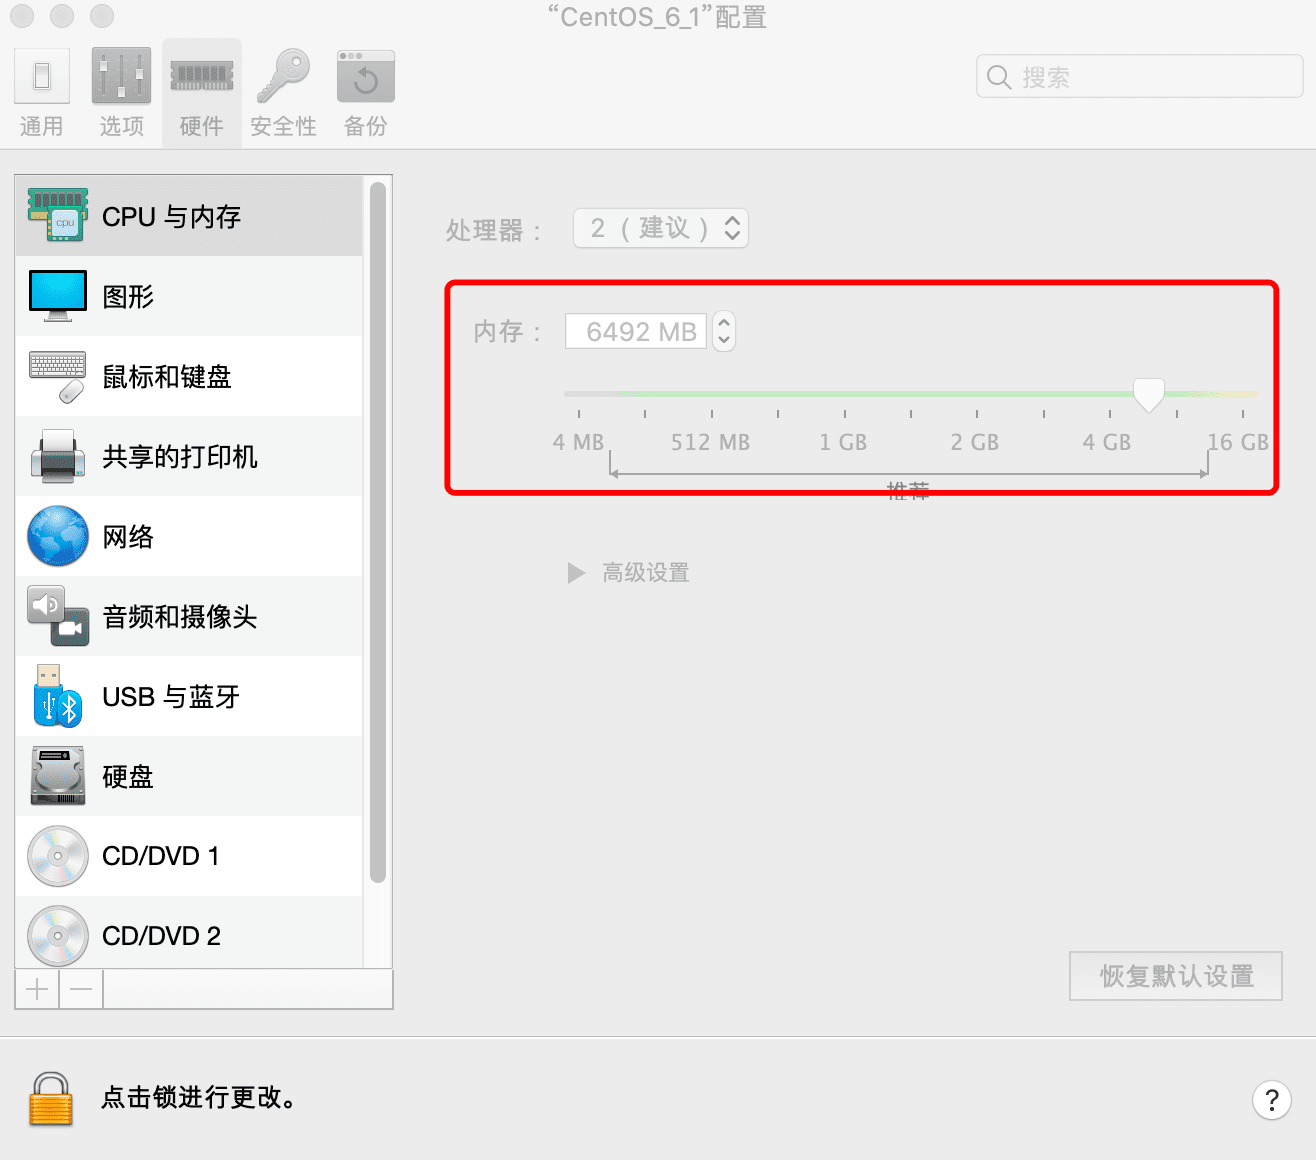 “CentOS_6_1”配置
通用 选项 硬件 安全性 备份
搜索
CPU 与内存
图形
鼠标和键盘
共享的打印机
网络
音频和摄像头
USB 与蓝牙
硬盘
CD/DVD 1
CD/DVD 2
处理器：
2（建议）
内存：
6492 MB
4 MB 512 MB 1 GB 2 GB 4 GB 16 GB
推荐
高级设置
恢复默认设置
点击锁进行更改。
?
cpu